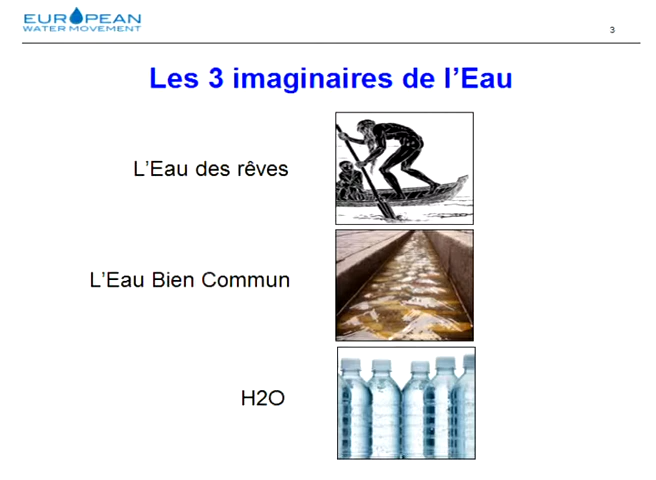 EUROPEAN
WATER MOVEMENT
3
Les 3 imaginaires de l'Eau
L'Eau des rêves
L'Eau Bien Commun
H2O